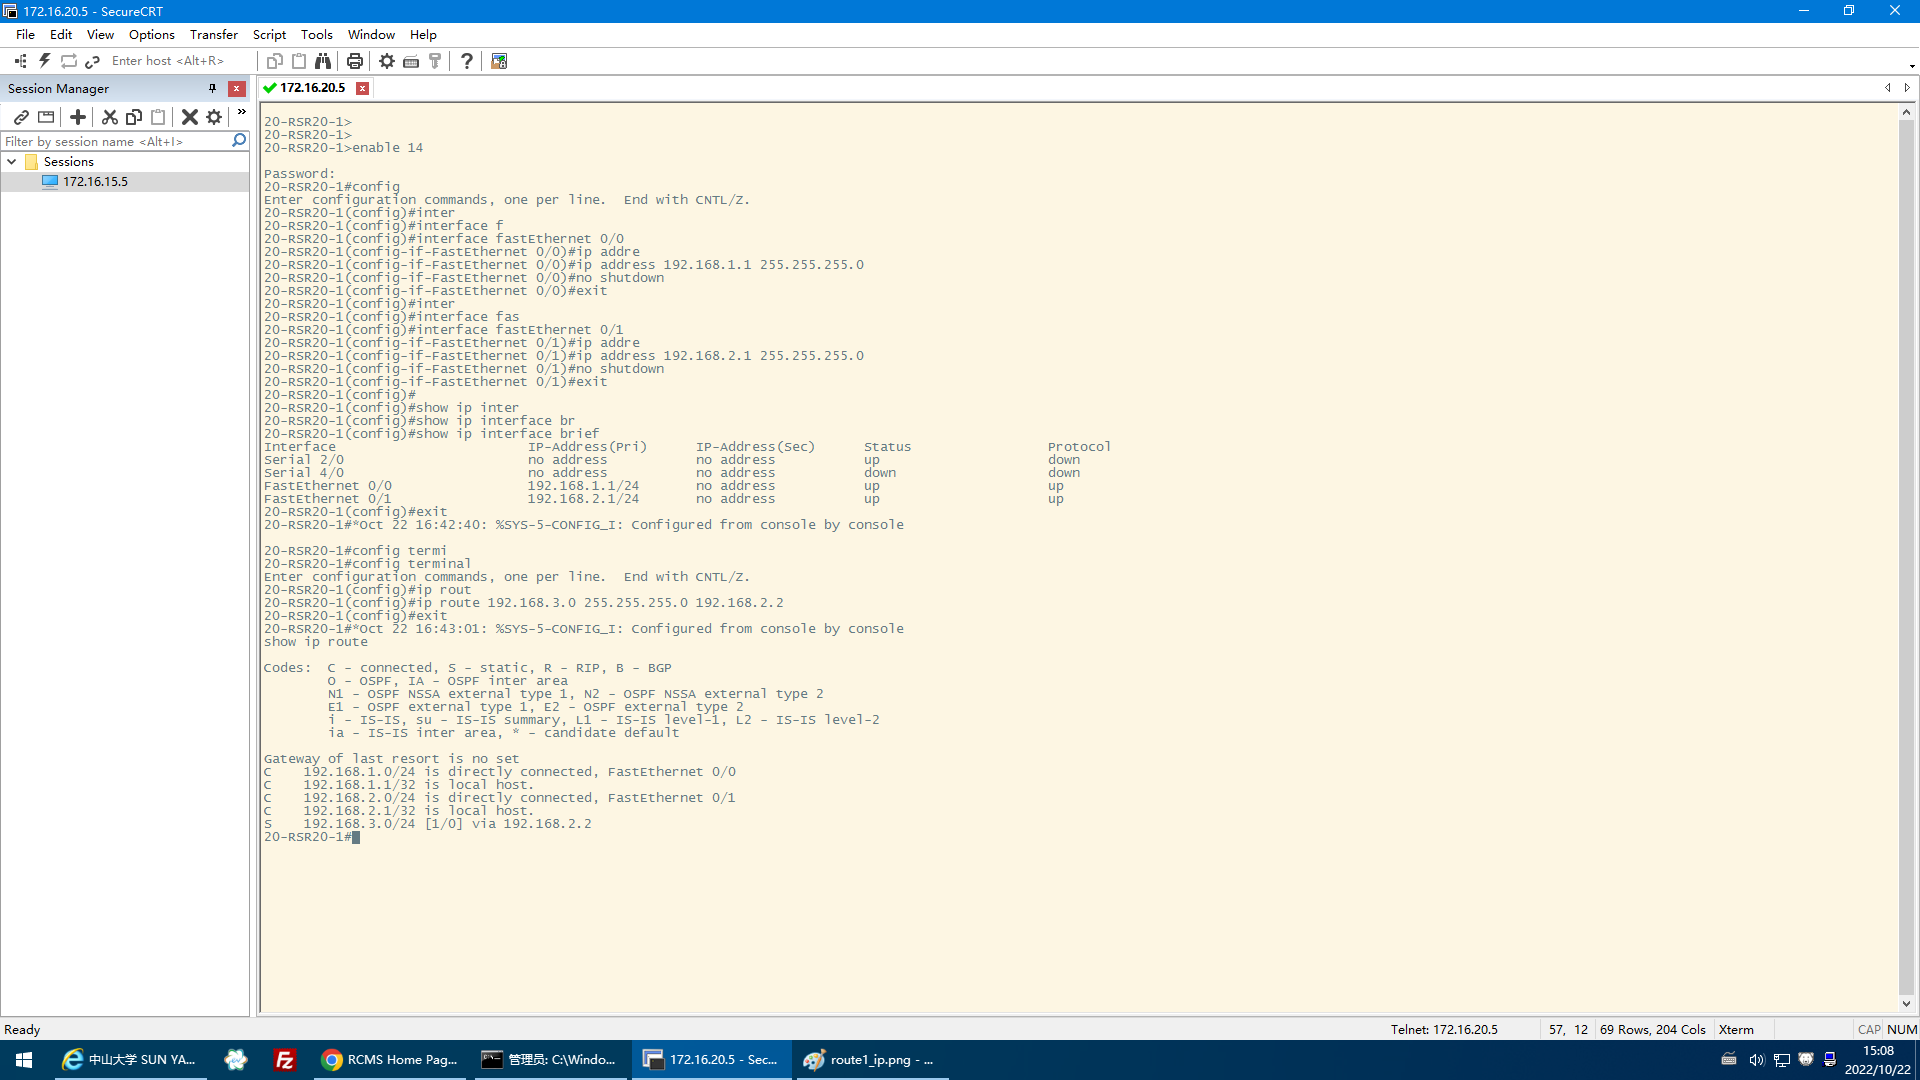 172.16.20.5 - SecureCRT
File Edit View Options Transfer Script Tools Window Help
Enter host <Alt+R>
Session Manager
172.16.20.5
Filter by session name <Alt+I>
Sessions
172.16.15.5
20-RSR20-1>
20-RSR20-1>
20-RSR20-1>enable 14
Password:
20-RSR20-1#config
Enter configuration commands, one per line.  End with CNTL/Z.
20-RSR20-1(config)#inter
20-RSR20-1(config)#interface f
20-RSR20-1(config)#interface fastEthernet 0/0
20-RSR20-1(config-if-FastEthernet 0/0)#ip addre
20-RSR20-1(config-if-FastEthernet 0/0)#ip address 192.168.1.1 255.255.255.0
20-RSR20-1(config-if-FastEthernet 0/0)#no shutdown
20-RSR20-1(config-if-FastEthernet 0/0)#exit
20-RSR20-1(config)#inter
20-RSR20-1(config)#interface fas
20-RSR20-1(config)#interface fastEthernet 0/1
20-RSR20-1(config-if-FastEthernet 0/1)#ip addre
20-RSR20-1(config-if-FastEthernet 0/1)#ip address 192.168.2.1 255.255.255.0
20-RSR20-1(config-if-FastEthernet 0/1)#no shutdown
20-RSR20-1(config-if-FastEthernet 0/1)#exit
20-RSR20-1(config)#
20-RSR20-1(config)#show ip inter
20-RSR20-1(config)#show ip interface br
20-RSR20-1(config)#show ip interface brief
Interface IP-Address(Pri) IP-Address(Sec) Status Protocol
Serial 2/0 no address no address up down
Serial 4/0 no address no address down down
FastEthernet 0/0 192.168.1.1/24 no address up up
FastEthernet 0/1 192.168.2.1/24 no address up up
20-RSR20-1(config)#exit
20-RSR20-1#*Oct 22 16:42:40: %SYS-5-CONFIG_I: Configured from console by console
20-RSR20-1#config termi
20-RSR20-1#config terminal
Enter configuration commands, one per line.  End with CNTL/Z.
20-RSR20-1(config)#ip rout
20-RSR20-1(config)#ip route 192.168.3.0 255.255.255.0 192.168.2.2
20-RSR20-1(config)#exit
20-RSR20-1#*Oct 22 16:43:01: %SYS-5-CONFIG_I: Configured from console by console
show ip route
Codes:  C - connected, S - static, R - RIP, B - BGP
O - OSPF, IA - OSPF inter area
N1 - OSPF NSSA external type 1, N2 - OSPF NSSA external type 2
E1 - OSPF external type 1, E2 - OSPF external type 2
i - IS-IS, su - IS-IS summary, L1 - IS-IS level-1, L2 - IS-IS level-2
ia - IS-IS inter area, * - candidate default
Gateway of last resort is no set
C    192.168.1.0/24 is directly connected, FastEthernet 0/0
C    192.168.1.1/32 is local host.
C    192.168.2.0/24 is directly connected, FastEthernet 0/1
C    192.168.2.1/32 is local host.
S    192.168.3.0/24 [1/0] via 192.168.2.2
20-RSR20-1#
Ready Telnet: 172.16.20.5 57, 12 69 Rows, 204 Cols Xterm CAP NUM
中山大学 SUN YA... RCMS Home Pag... 管理员: C:\Windo... 172.16.20.5 - Sec... route1_ip.png - ...
15:08
2022/10/22